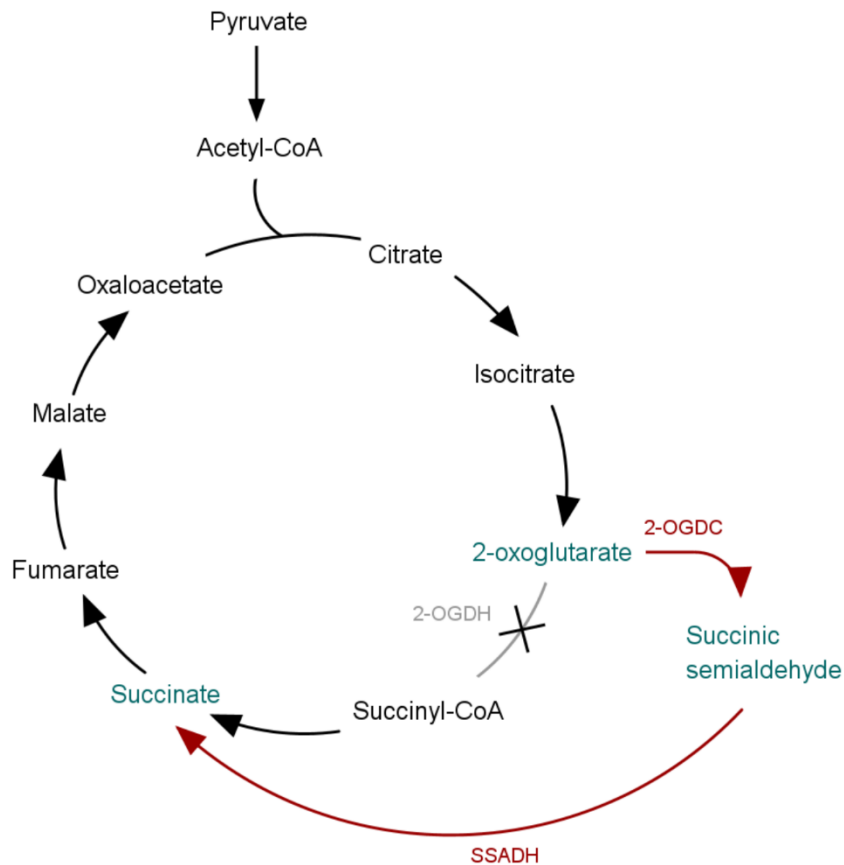 Pyruvate
Acetyl-CoA
Citrate
Oxaloacetate
Isocitrate
Malate
2-OGDC
2-oxoglutarate
Fumarate
2-OGDH
Succinic
semialdehyde
Succinate
Succinyl-CoA
SSADH